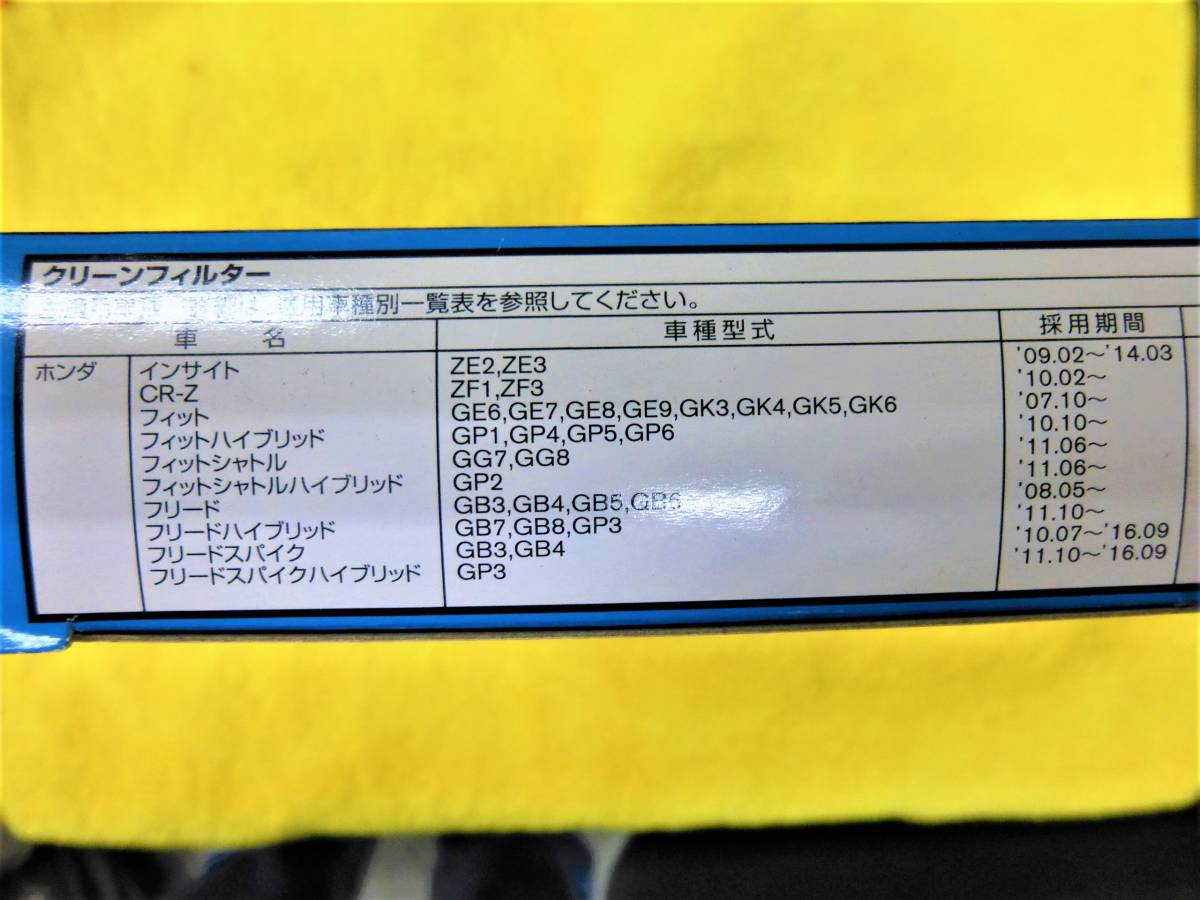 クリーンフィルター
用車種別一覧表を参照してください。
車 名 車種型式 採用期間
ホンダ インサイト ZE2,ZE3 '09.02〜'14.03
CR-Z ZF1,ZF3 '10.02〜
フィット GE6,GE7,GE8,GE9,GK3,GK4,GK5,GK6 '07.10〜
フィットハイブリッド GP1,GP4,GP5,GP6 '10.10〜
フィットシャトル GG7,GG8 '11.06〜
フィットシャトルハイブリッド GP2 '11.06〜
フリード GB3,GB4,GB5,GB6 '08.05〜
フリードハイブリッド GB7,GB8,GP3 '11.10〜
フリードスパイク GB3,GB4 '10.07〜'16.09
フリードスパイクハイブリッド GP3 '11.10〜'16.09